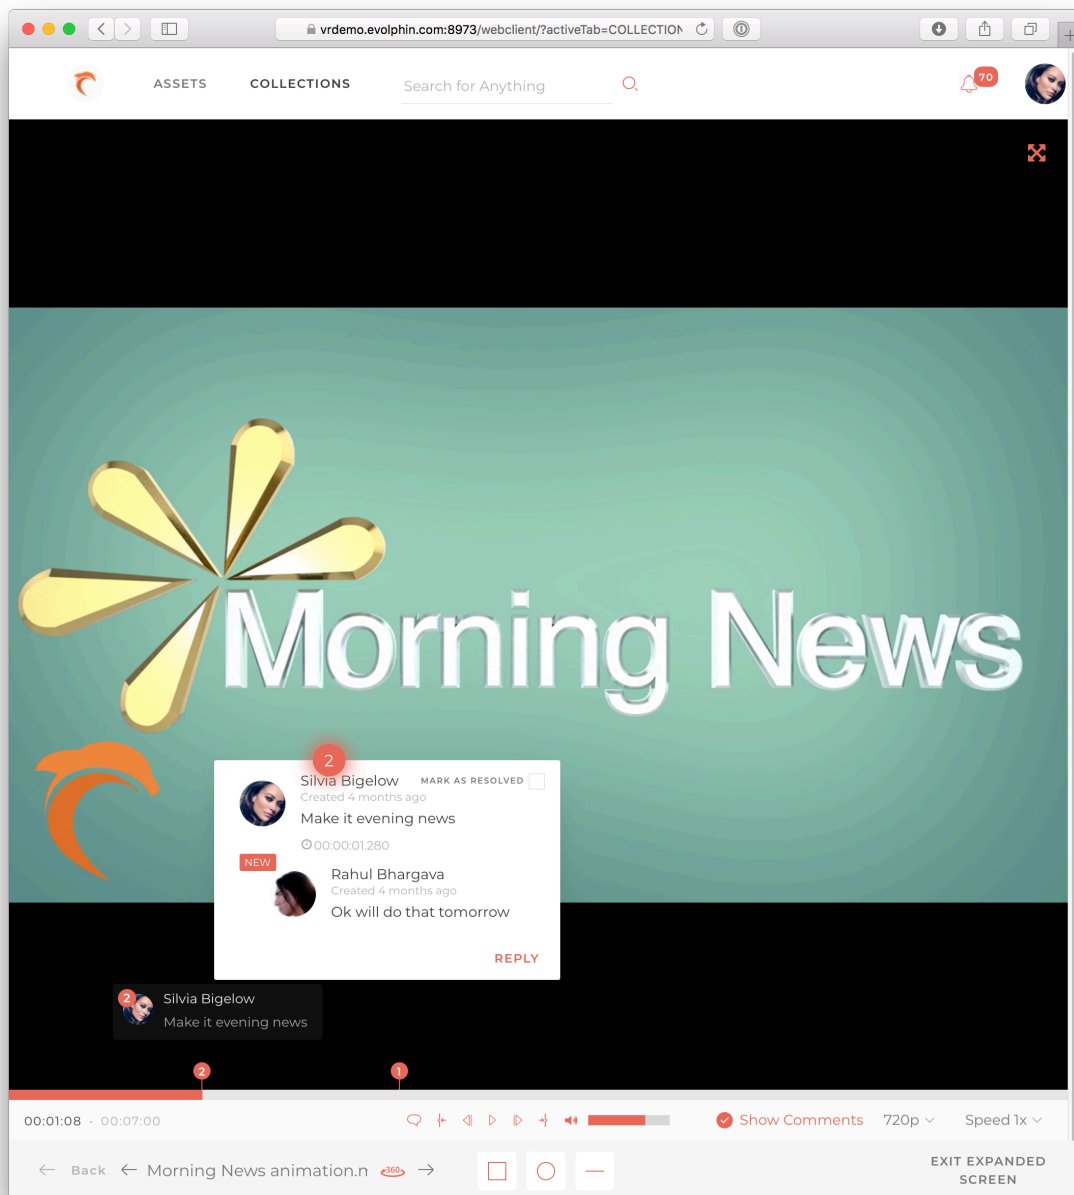 vrdemo.evolphin.com:8973/webclient/?activeTab=COLLECTION
ASSETS
COLLECTIONS
Search for Anything
70
Morning News
2
Silvia Bigelow
MARK AS RESOLVED
Created 4 months ago
Make it evening news
00:00:01.280
NEW
Rahul Bhargava
Created 4 months ago
Ok will do that tomorrow
REPLY
2
Silvia Bigelow
Make it evening news
2
1
00:01:08 · 00:07:00
Show Comments
720p
Speed 1x
Back
Morning News animation.n
360
EXIT EXPANDED
SCREEN